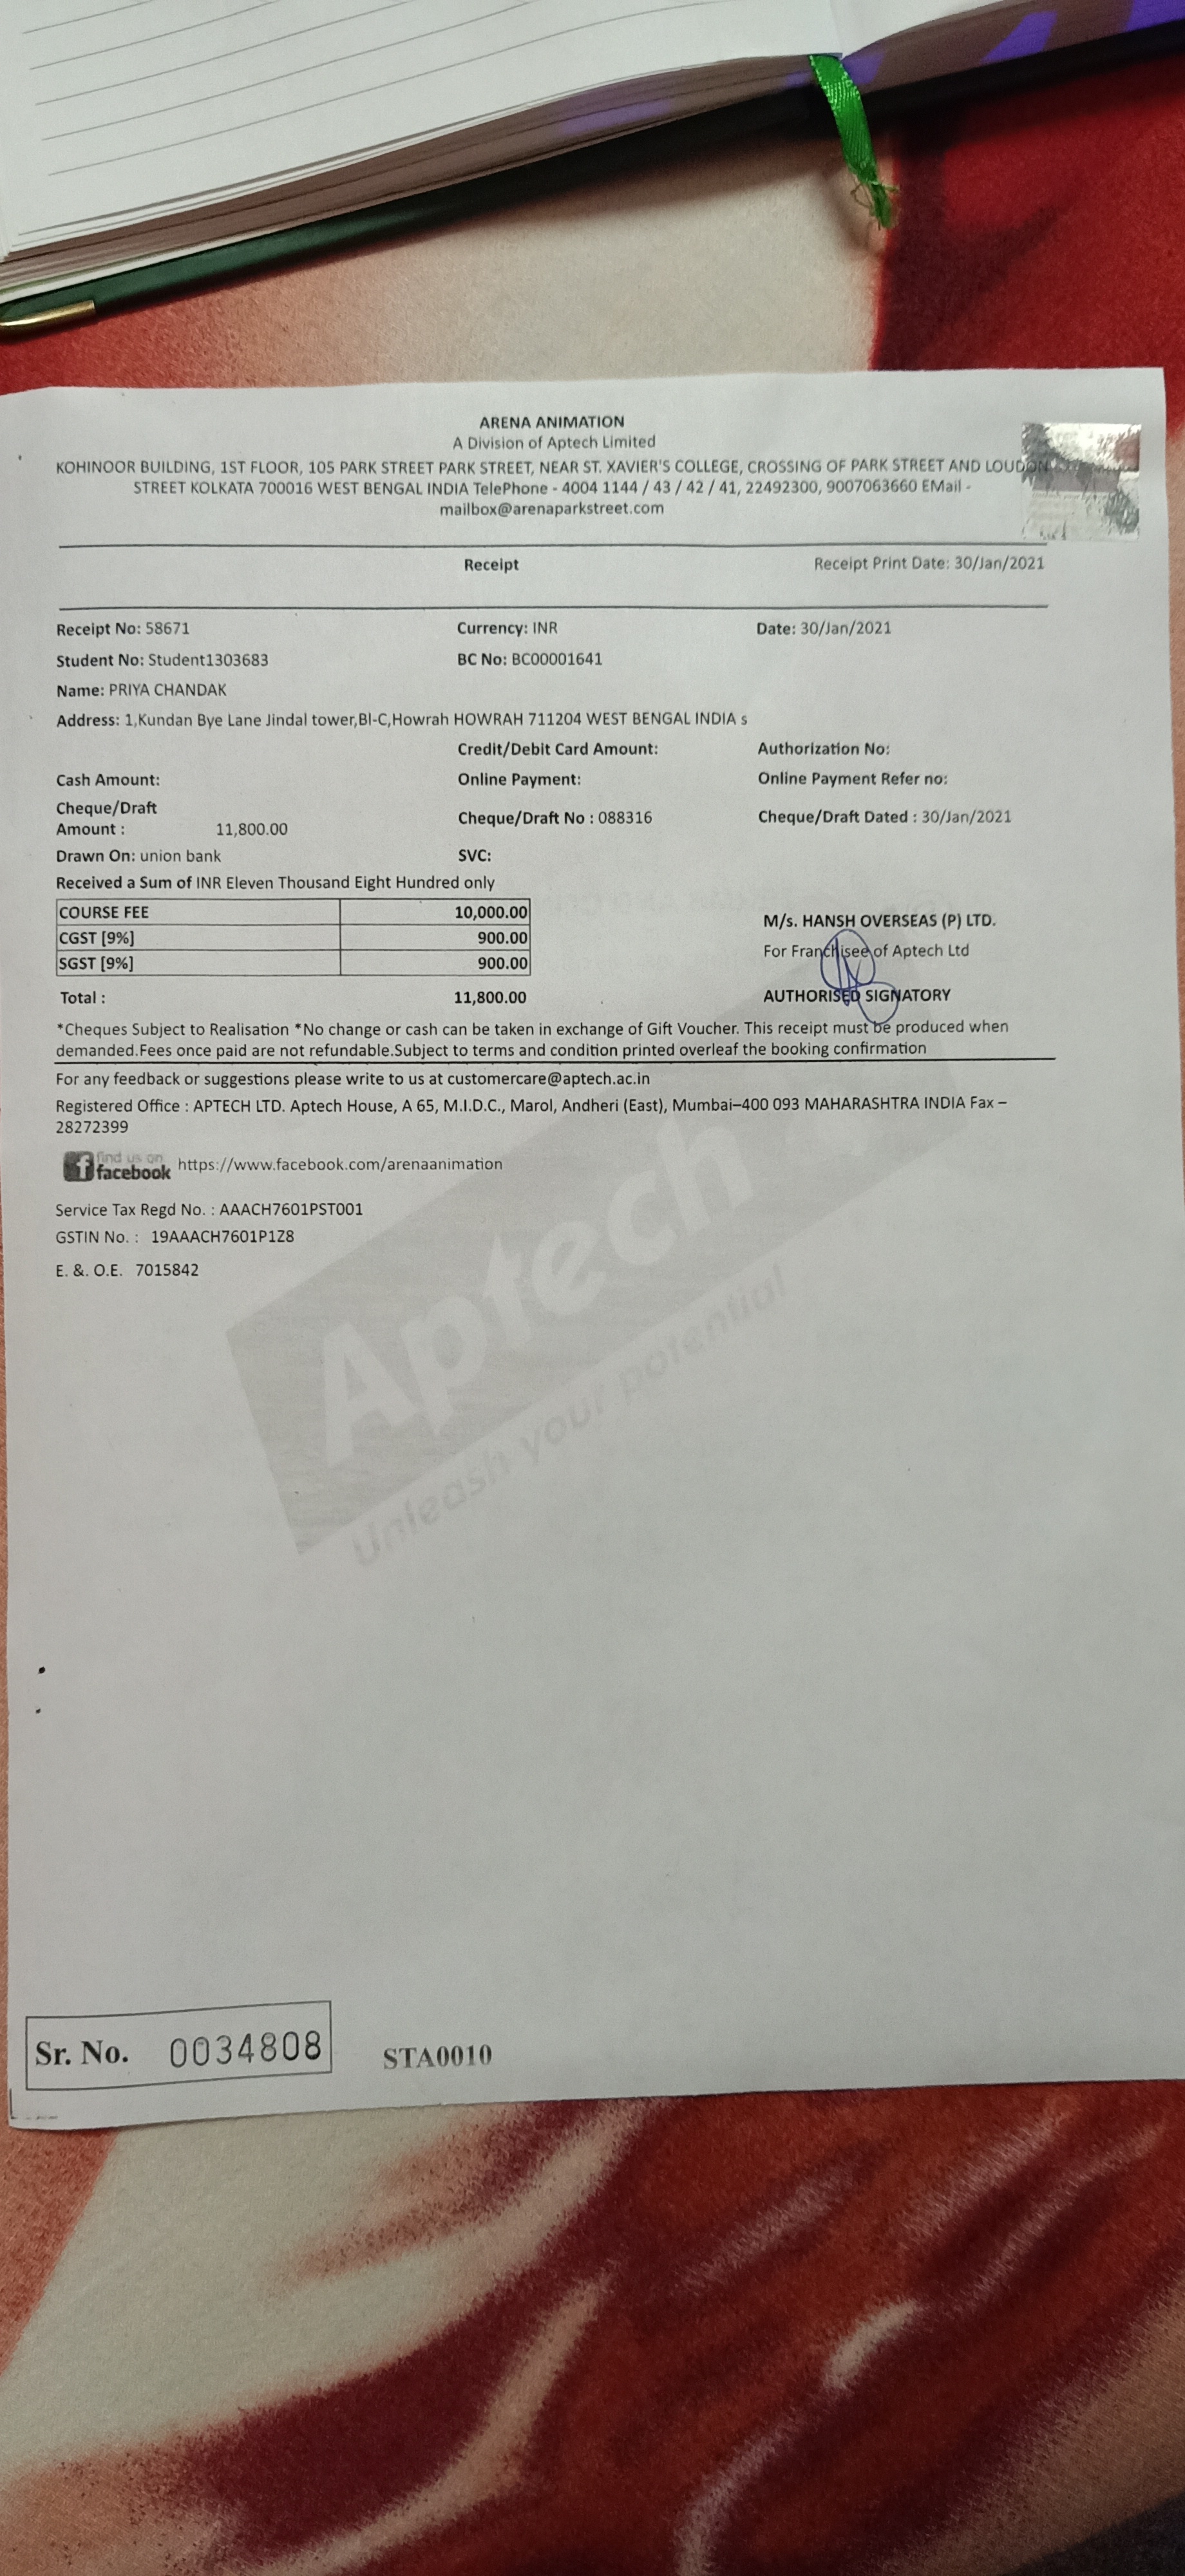 ARENA ANIMATION
A Division of Aptech Limited
KOHINOOR BUILDING, 1ST FLOOR, 105 PARK STREET PARK STREET, NEAR ST. XAVIER'S COLLEGE, CROSSING OF PARK STREET AND LOUDON
STREET KOLKATA 700016 WEST BENGAL INDIA TelePhone - 4004 1144 / 43 / 42 / 41, 22492300, 9007063660 EMail -
mailbox@arenaparkstreet.com
Receipt Receipt Print Date: 30/Jan/2021
Receipt No: 58671 Currency: INR Date: 30/Jan/2021
Student No: Student1303683 BC No: BC00001641
Name: PRIYA CHANDAK
Address: 1,Kundan Bye Lane Jindal tower,Bl-C,Howrah HOWRAH 711204 WEST BENGAL INDIA s
Credit/Debit Card Amount: Authorization No:
Cash Amount: Online Payment: Online Payment Refer no:
Cheque/Draft
Amount : 11,800.00 Cheque/Draft No : 088316 Cheque/Draft Dated : 30/Jan/2021
Drawn On: union bank SVC:
Received a Sum of INR Eleven Thousand Eight Hundred only
COURSE FEE 10,000.00
CGST [9%] 900.00
SGST [9%] 900.00
Total : 11,800.00
M/s. HANSH OVERSEAS (P) LTD.
For Franchisee of Aptech Ltd
AUTHORISED SIGNATORY
*Cheques Subject to Realisation *No change or cash can be taken in exchange of Gift Voucher. This receipt must be produced when
demanded.Fees once paid are not refundable.Subject to terms and condition printed overleaf the booking confirmation
For any feedback or suggestions please write to us at customercare@aptech.ac.in
Registered Office : APTECH LTD. Aptech House, A 65, M.I.D.C., Marol, Andheri (East), Mumbai–400 093 MAHARASHTRA INDIA Fax –
28272399
find us on
facebook https://www.facebook.com/arenaanimation
Service Tax Regd No. : AAACH7601PST001
GSTIN No. : 19AAACH7601P1Z8
E. &. O.E. 7015842
Aptech
Unleash your potential
Sr. No. 0034808 STA0010